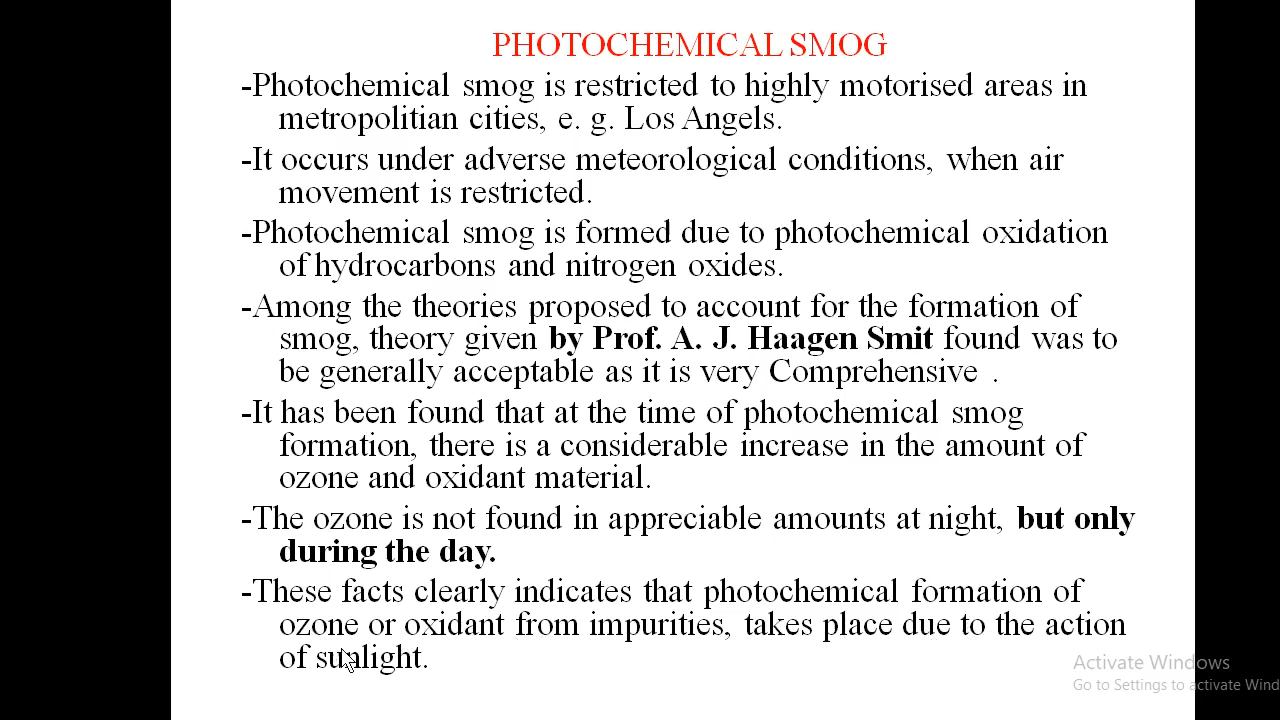 PHOTOCHEMICAL SMOG
-Photochemical smog is restricted to highly motorised areas in
metropolitian cities, e. g. Los Angels.
-It occurs under adverse meteorological conditions, when air
movement is restricted.
-Photochemical smog is formed due to photochemical oxidation
of hydrocarbons and nitrogen oxides.
-Among the theories proposed to account for the formation of
smog, theory given by Prof. A. J. Haagen Smit found was to
be generally acceptable as it is very Comprehensive .
-It has been found that at the time of photochemical smog
formation, there is a considerable increase in the amount of
ozone and oxidant material.
-The ozone is not found in appreciable amounts at night, but only
during the day.
-These facts clearly indicates that photochemical formation of
ozone or oxidant from impurities, takes place due to the action
of sunlight.
Activate Windows
Go to Settings to activate Wind